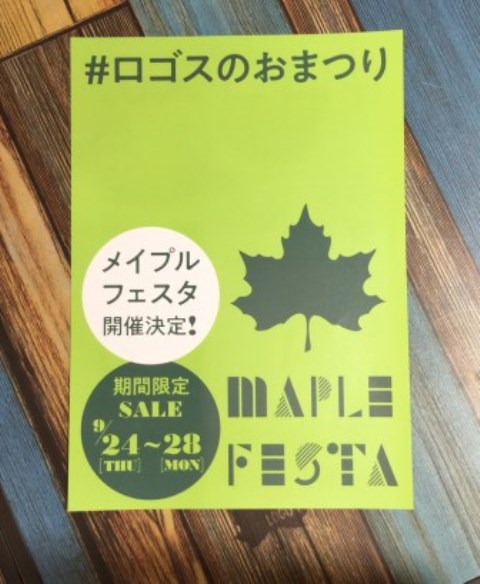 #ロゴスのおまつり
メイプル
フェスタ
開催決定!
期間限定
SALE
9/24~28
[THU] [MON]
MAPLE
FESTA